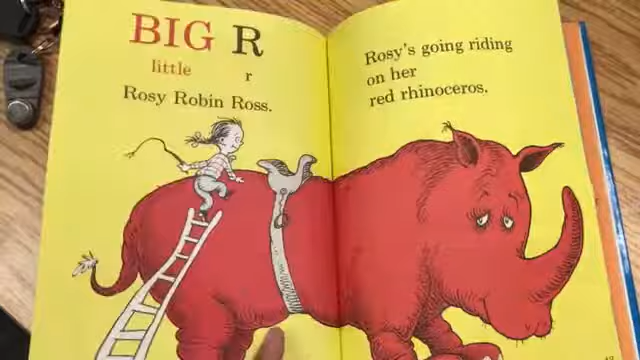 BIG R
little r
Rosy Robin Ross.
Rosy's going riding
on her
red rhinoceros.